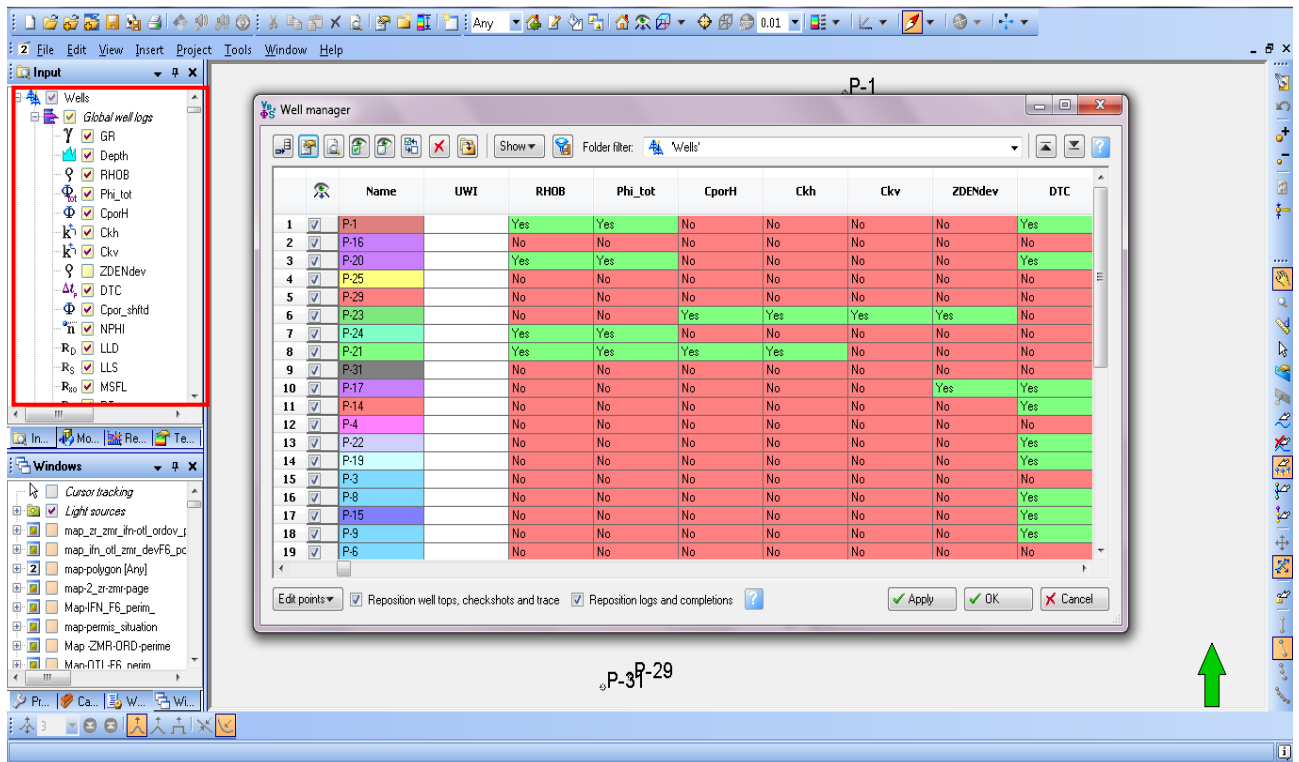 Any 0.01
2 File Edit View Insert Project Tools Window Help
Input
Wells
Global well logs
GR
Depth
RHOB
Phi_tot
CporH
Ckh
Ckv
ZDENdev
DTC
Cpor_shftd
NPHI
LLD
LLS
MSFL
In... Mo... Re... Te...
Windows
Cursor tracking
Light sources
map_zr_zmr_ifn-otl_ordov_p
map_ifn_otl_zmr_devF6_pc
2 map-polygon [Any]
map-2_zr-zmr-page
Map-IFN_F6_perim_
map-permis_situation
Map -ZMR-ORD-perime
Map-OTL-F6_perim
Pr... Ca... W... Wi...
3
P-1
Well manager
Show Folder filter: 'Wells'
Name UWI RHOB Phi_tot CporH Ckh Ckv ZDENdev DTC
1 P-1 Yes Yes No No No No Yes
2 P-16 No No No No No No No
3 P-20 Yes Yes No No No No Yes
4 P-25 No No No No No No No
5 P-29 No No No No No No No
6 P-23 No No Yes Yes Yes Yes No
7 P-24 Yes Yes No No No No No
8 P-21 Yes Yes Yes Yes No No No
9 P-31 No No No No No No No
10 P-17 No No No No No Yes Yes
11 P-14 No No No No No No Yes
12 P-4 No No No No No No No
13 P-22 No No No No No No Yes
14 P-19 No No No No No No Yes
15 P-3 No No No No No No No
16 P-8 No No No No No No Yes
17 P-15 No No No No No No Yes
18 P-9 No No No No No No Yes
19 P-6 No No No No No No No
Edit points Reposition well tops, checkshots and trace Reposition logs and completions Apply OK Cancel
P-31 P-29